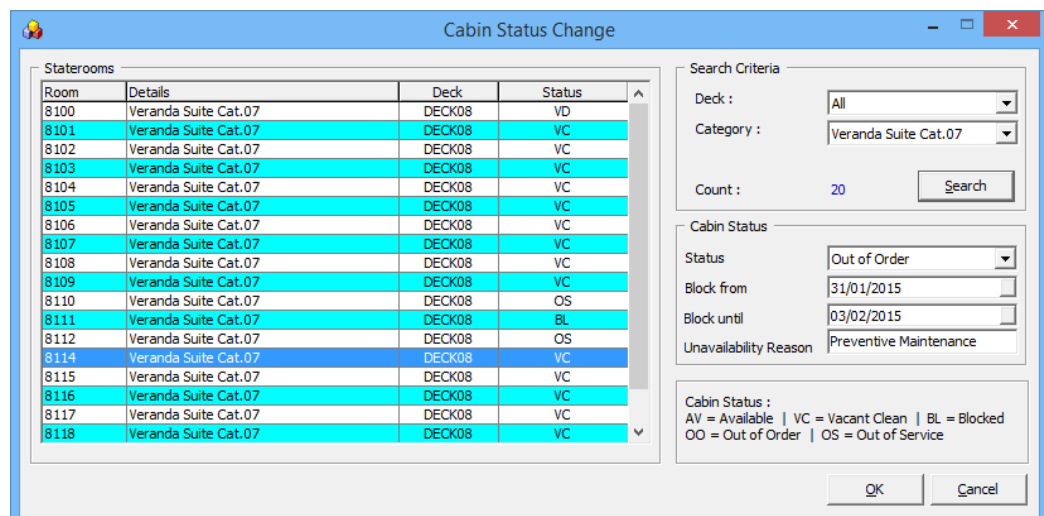 Cabin Status Change
Staterooms
Room Details Deck Status
8100 Veranda Suite Cat.07 DECK08 VD
8101 Veranda Suite Cat.07 DECK08 VC
8102 Veranda Suite Cat.07 DECK08 VC
8103 Veranda Suite Cat.07 DECK08 VC
8104 Veranda Suite Cat.07 DECK08 VC
8105 Veranda Suite Cat.07 DECK08 VC
8106 Veranda Suite Cat.07 DECK08 VC
8107 Veranda Suite Cat.07 DECK08 VC
8108 Veranda Suite Cat.07 DECK08 VC
8109 Veranda Suite Cat.07 DECK08 VC
8110 Veranda Suite Cat.07 DECK08 OS
8111 Veranda Suite Cat.07 DECK08 BL
8112 Veranda Suite Cat.07 DECK08 OS
8114 Veranda Suite Cat.07 DECK08 VC
8115 Veranda Suite Cat.07 DECK08 VC
8116 Veranda Suite Cat.07 DECK08 VC
8117 Veranda Suite Cat.07 DECK08 VC
8118 Veranda Suite Cat.07 DECK08 VC
Search Criteria
Deck : All
Category : Veranda Suite Cat.07
Count : 20 Search
Cabin Status
Status Out of Order
Block from 31/01/2015
Block until 03/02/2015
Unavailability Reason Preventive Maintenance
Cabin Status :
AV = Available | VC = Vacant Clean | BL = Blocked
OO = Out of Order | OS = Out of Service
OK Cancel